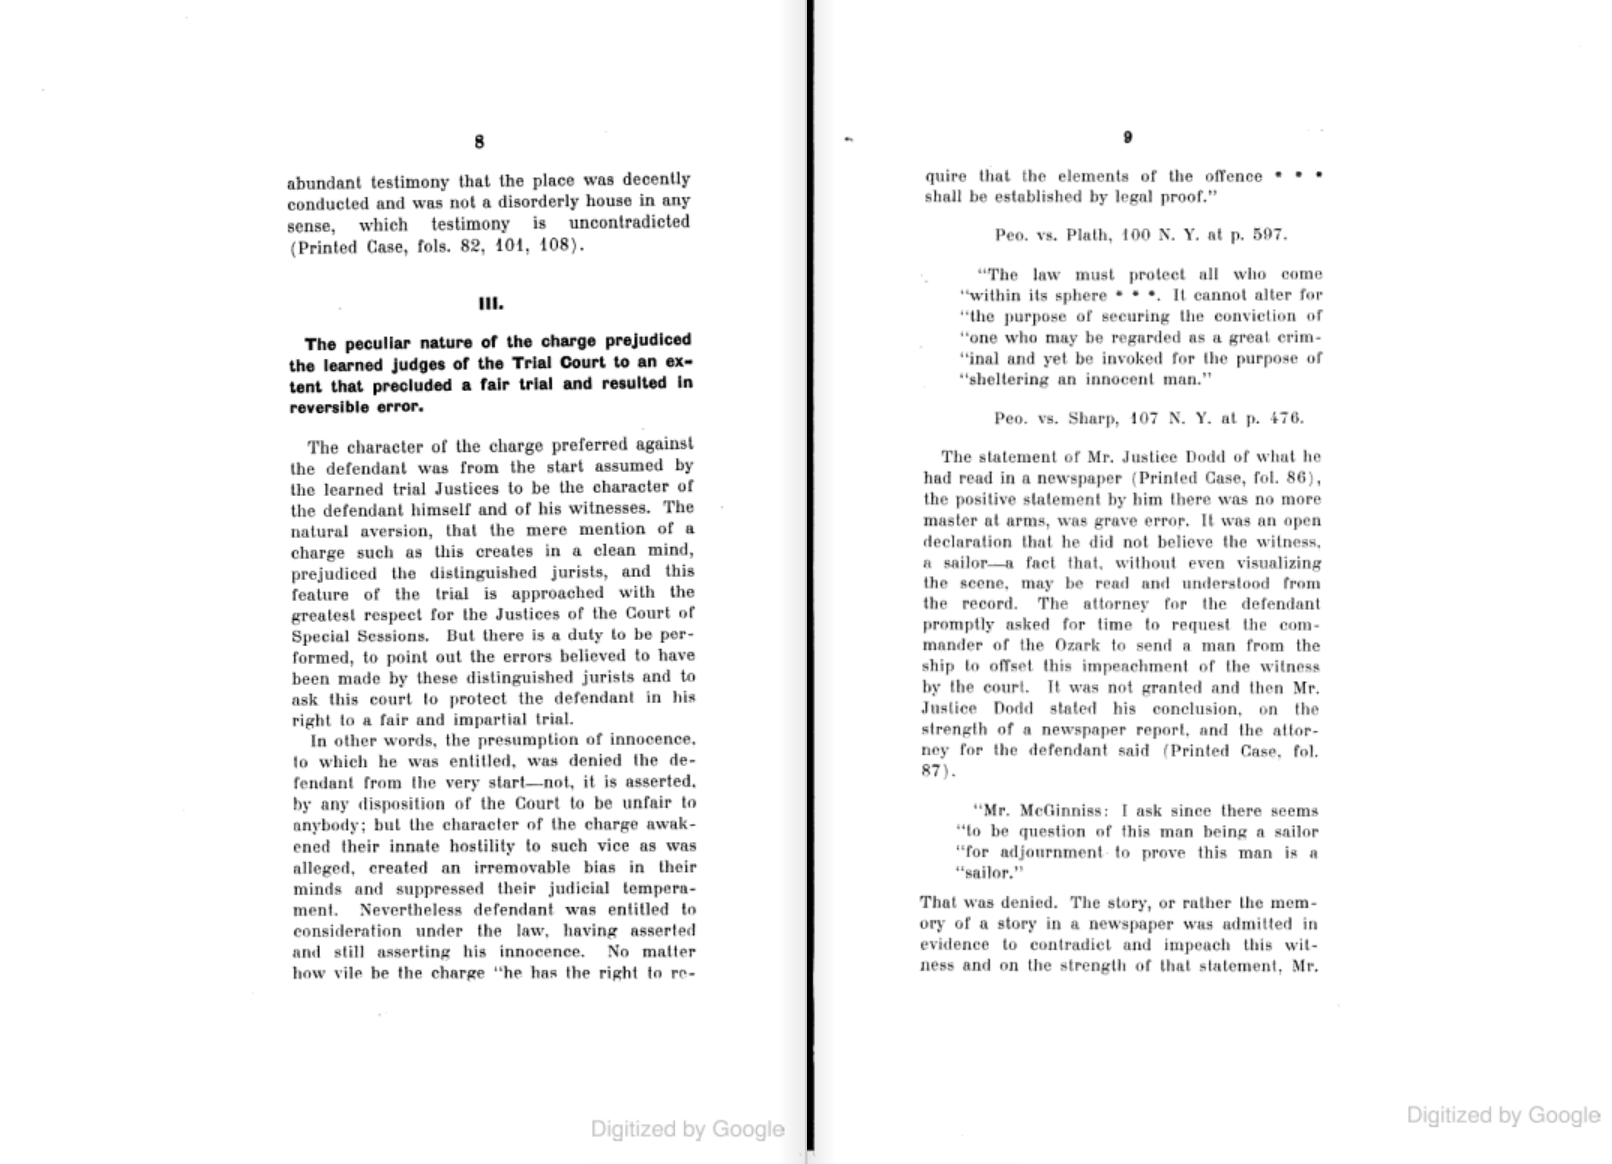 8
abundant testimony that the place was decently
conducted and was not a disorderly house in any
sense, which testimony is uncontradicted
(Printed Case, fols. 82, 101, 108).
III.
The peculiar nature of the charge prejudiced
the learned judges of the Trial Court to an ex-
tent that precluded a fair trial and resulted in
reversible error.
The character of the charge preferred against
the defendant was from the start assumed by
the learned trial Justices to be the character of
the defendant himself and of his witnesses. The
natural aversion, that the mere mention of a
charge such as this creates in a clean mind,
prejudiced the distinguished jurists, and this
feature of the trial is approached with the
greatest respect for the Justices of the Court of
Special Sessions. But there is a duty to be per-
formed, to point out the errors believed to have
been made by these distinguished jurists and to
ask this court to protect the defendant in his
right to a fair and impartial trial.
In other words, the presumption of innocence,
to which he was entitled, was denied the de-
fendant from the very start—not, it is asserted,
by any disposition of the Court to be unfair to
anybody; but the character of the charge awak-
ened their innate hostility to such vice as was
alleged, created an irremovable bias in their
minds and suppressed their judicial tempera-
ment. Nevertheless defendant was entitled to
consideration under the law, having asserted
and still asserting his innocence. No matter
how vile be the charge "he has the right to re-
Digitized by Google
9
quire that the elements of the offence * * *
shall be established by legal proof."
Peo. vs. Plath, 100 N. Y. at p. 597.
"The law must protect all who come
"within its sphere * * *. It cannot alter for
"the purpose of securing the conviction of
"one who may be regarded as a great crim-
"inal and yet be invoked for the purpose of
"sheltering an innocent man."
Peo. vs. Sharp, 107 N. Y. at p. 476.
The statement of Mr. Justice Dodd of what he
had read in a newspaper (Printed Case, fol. 86),
the positive statement by him there was no more
master at arms, was grave error. It was an open
declaration that he did not believe the witness,
a sailor—a fact that, without even visualizing
the scene, may be read and understood from
the record. The attorney for the defendant
promptly asked for time to request the com-
mander of the Ozark to send a man from the
ship to offset this impeachment of the witness
by the court. It was not granted and then Mr.
Justice Dodd stated his conclusion, on the
strength of a newspaper report, and the attor-
ney for the defendant said (Printed Case, fol.
87).
"Mr. McGinniss: I ask since there seems
"to be question of this man being a sailor
"for adjournment to prove this man is a
"sailor."
That was denied. The story, or rather the mem-
ory of a story in a newspaper was admitted in
evidence to contradict and impeach this wit-
ness and on the strength of that statement, Mr.
Digitized by Google